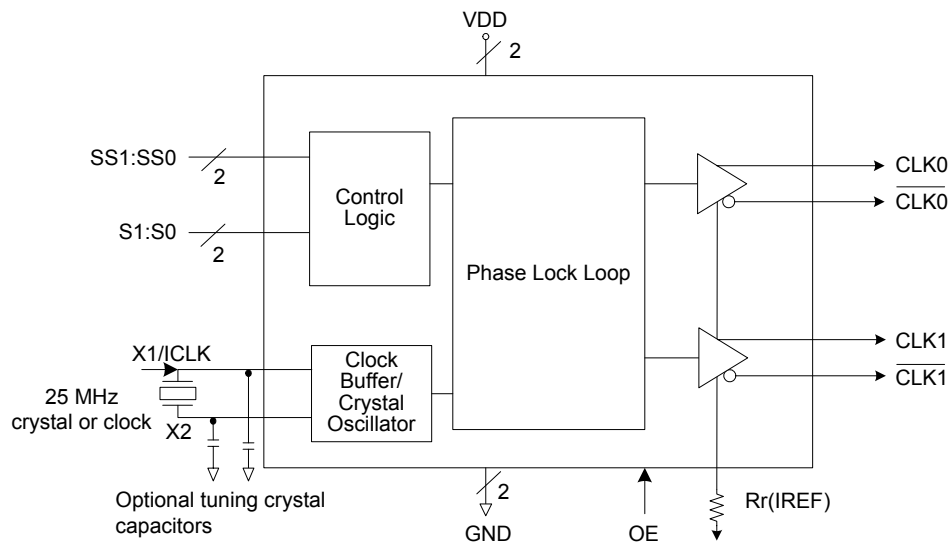 VDD
2
SS1:SS0
2
Control
Logic
CLK0
CLK0
S1:S0
2
Phase Lock Loop
X1/ICLK
Clock
Buffer/
Crystal
Oscillator
CLK1
CLK1
25 MHz
crystal or clock
X2
Optional tuning crystal
capacitors
2
GND
OE
Rr(IREF)